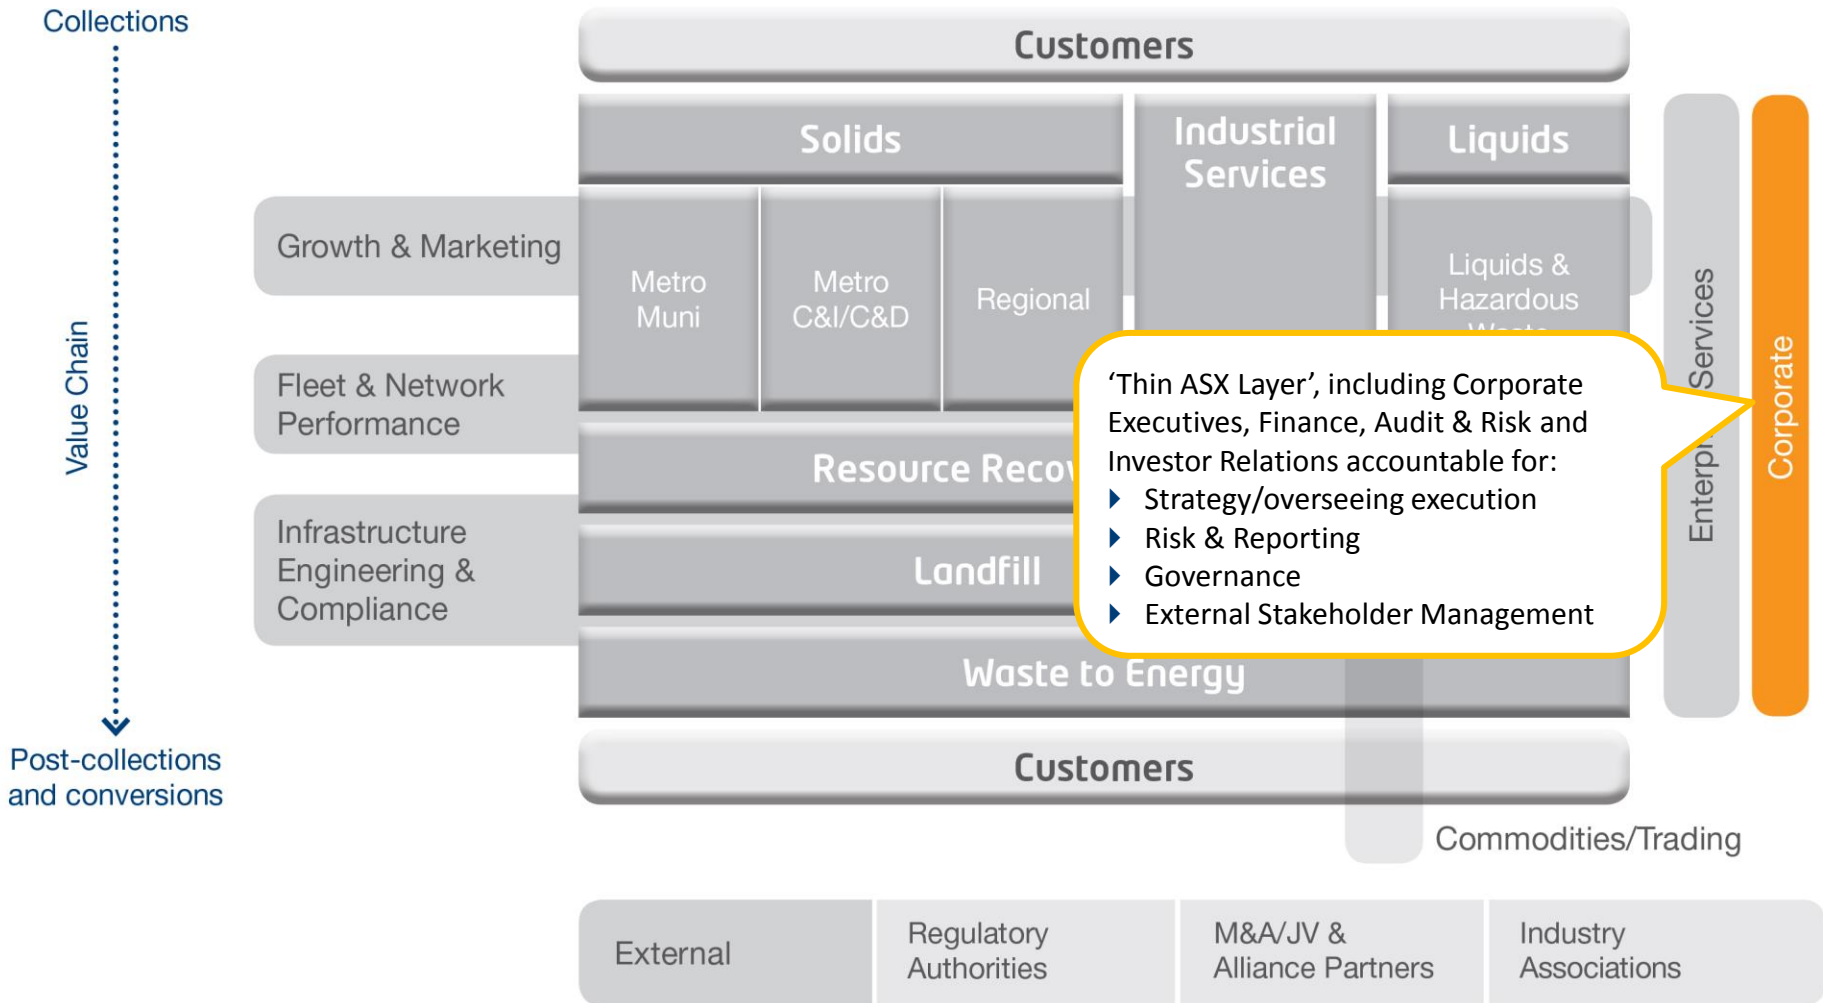 Collections
Customers
Solids
Industrial
Services
Liquids
Growth & Marketing
Metro
Muni
Metro
C&I/C&D
Regional
Liquids &
Hazardous
Waste
Value Chain
Fleet & Network
Performance
Infrastructure
Engineering &
Compliance
Resource Recov
Landfill
Waste to Energy
‘Thin ASX Layer’, including Corporate
Executives, Finance, Audit & Risk and
Investor Relations accountable for:
Strategy/overseeing execution
Risk & Reporting
Governance
External Stakeholder Management
Services
Corporate
Post-collections
and conversions
Customers
Commodities/Trading
External
Regulatory
Authorities
M&A/JV &
Alliance Partners
Industry
Associations